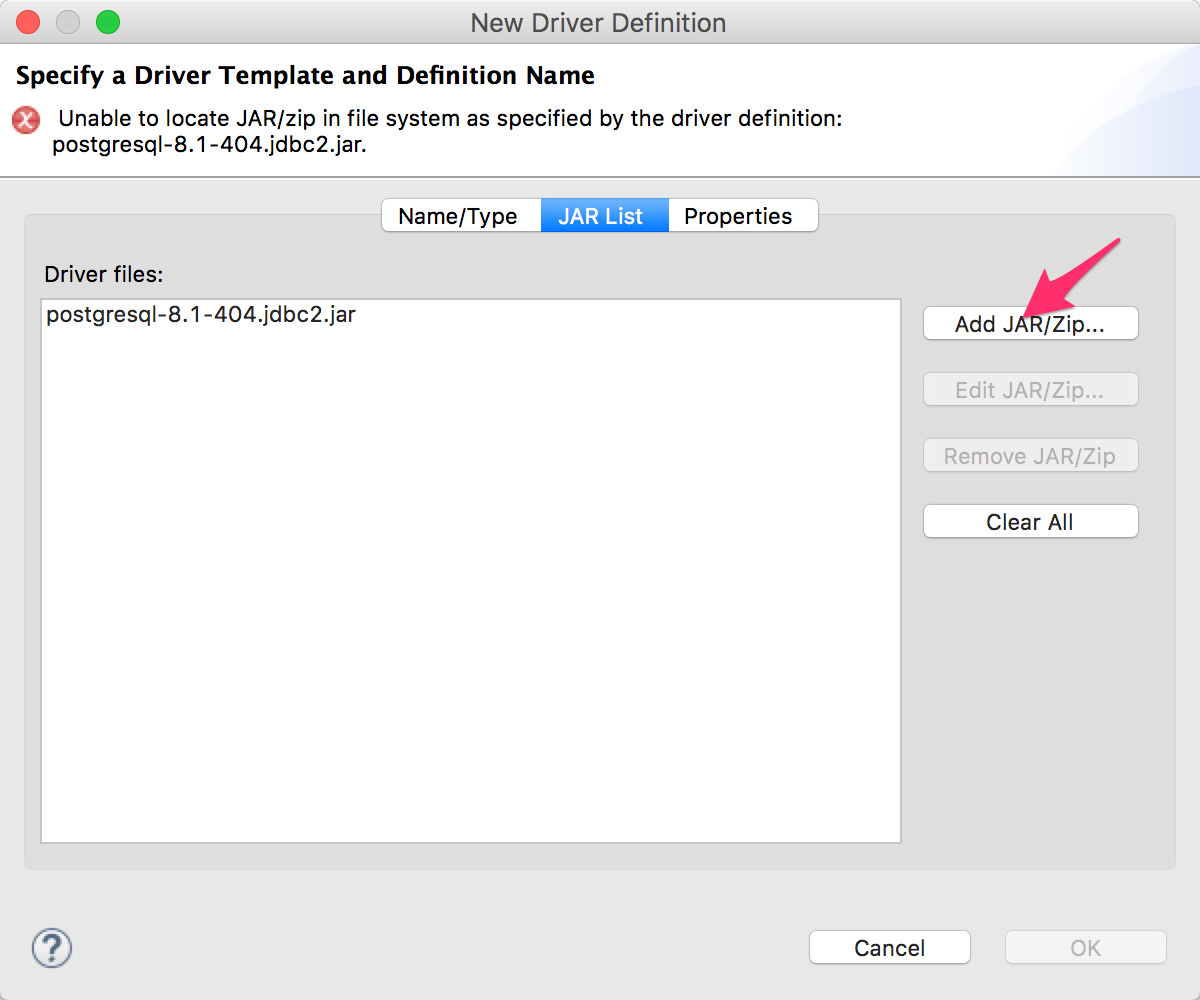 New Driver Definition
Specify a Driver Template and Definition Name
Unable to locate JAR/zip in file system as specified by the driver definition:
postgresql-8.1-404.jdbc2.jar.
Name/Type JAR List Properties
Driver files:
postgresql-8.1-404.jdbc2.jar
Add JAR/Zip...
Edit JAR/Zip...
Remove JAR/Zip
Clear All
?
Cancel OK